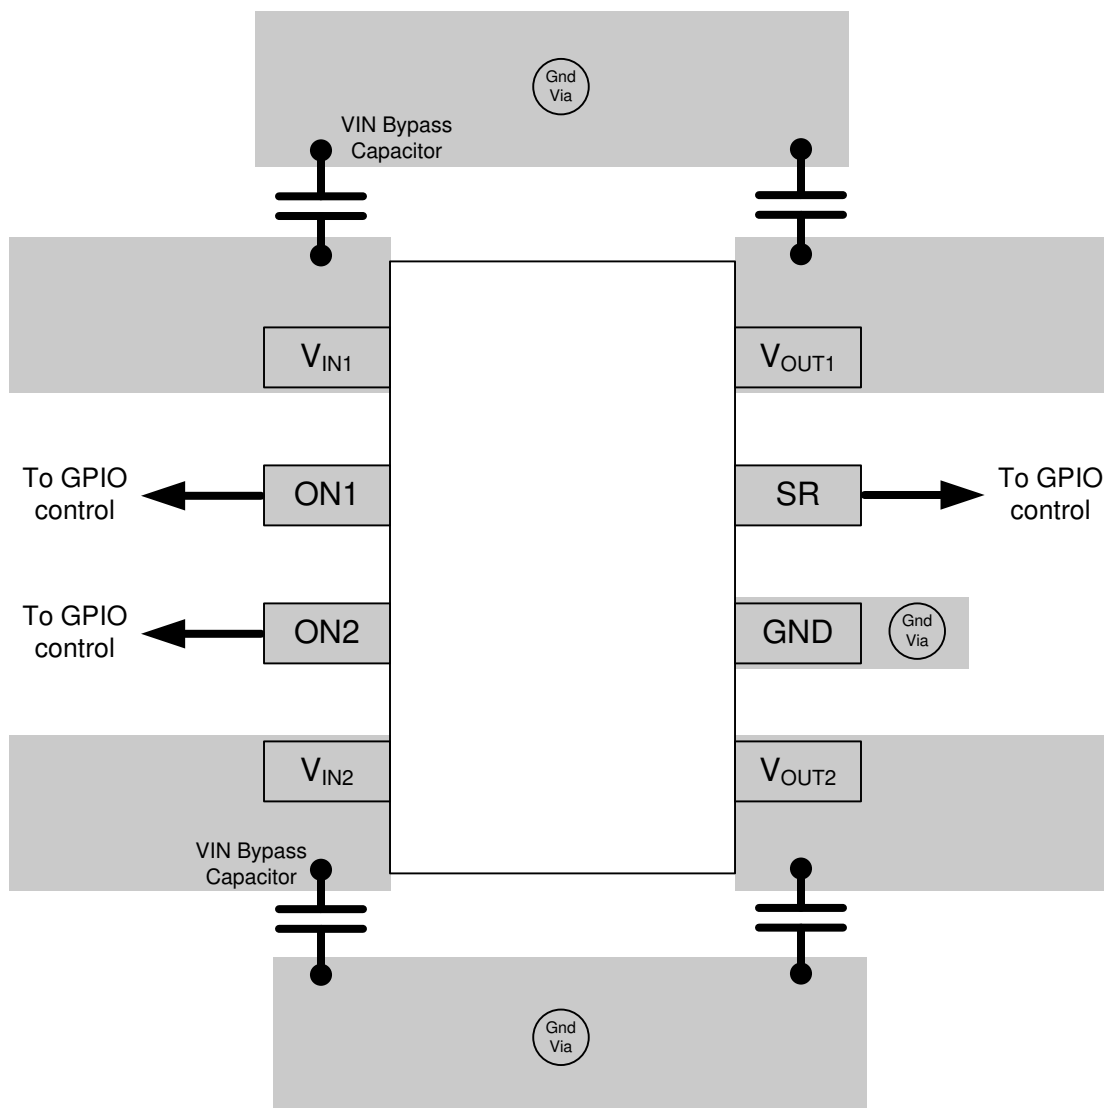 Gnd
Via
VIN Bypass
Capacitor
VIN1
VOUT1
To GPIO
control
ON1
SR
To GPIO
control
To GPIO
control
ON2
GND
Gnd
Via
VIN2
VOUT2
VIN Bypass
Capacitor
Gnd
Via